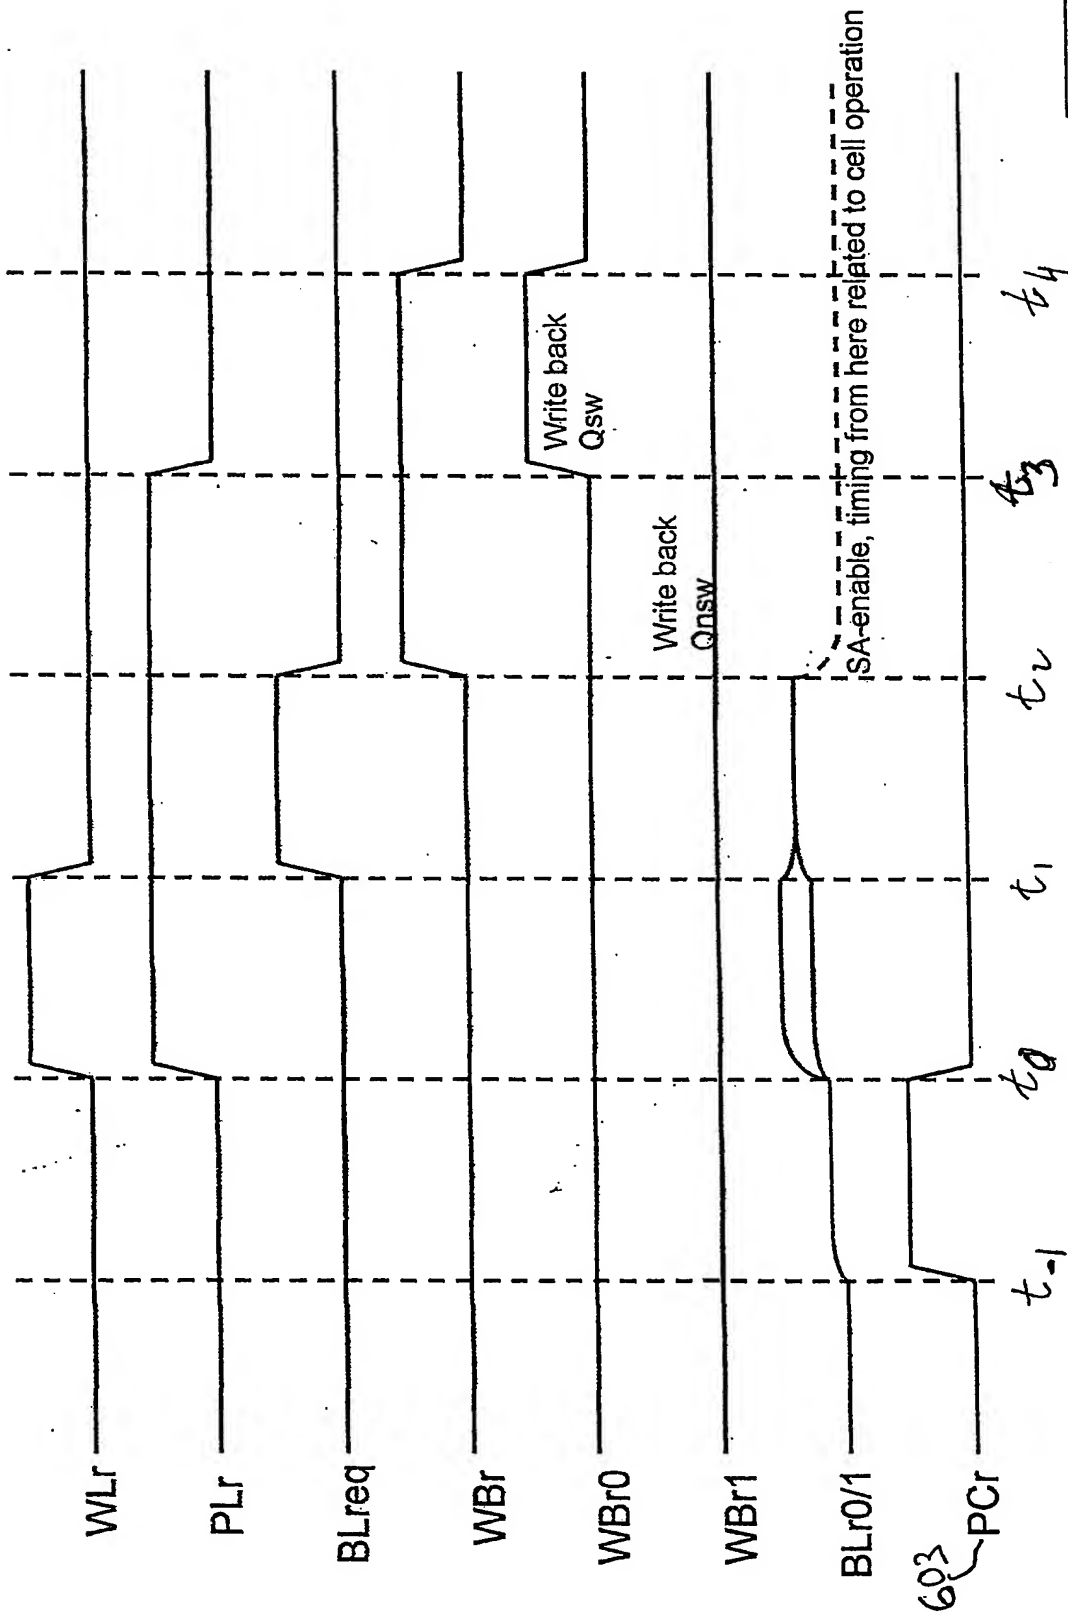 WLr
PLr
BLreq
WBr
WBr0
WBr1
BLr0/1
603
PCr
Write back
Qnsw
Write back
Qsw
SA-enable, timing from here related to cell operation
t-1
t0
t1
t2
t3
t4